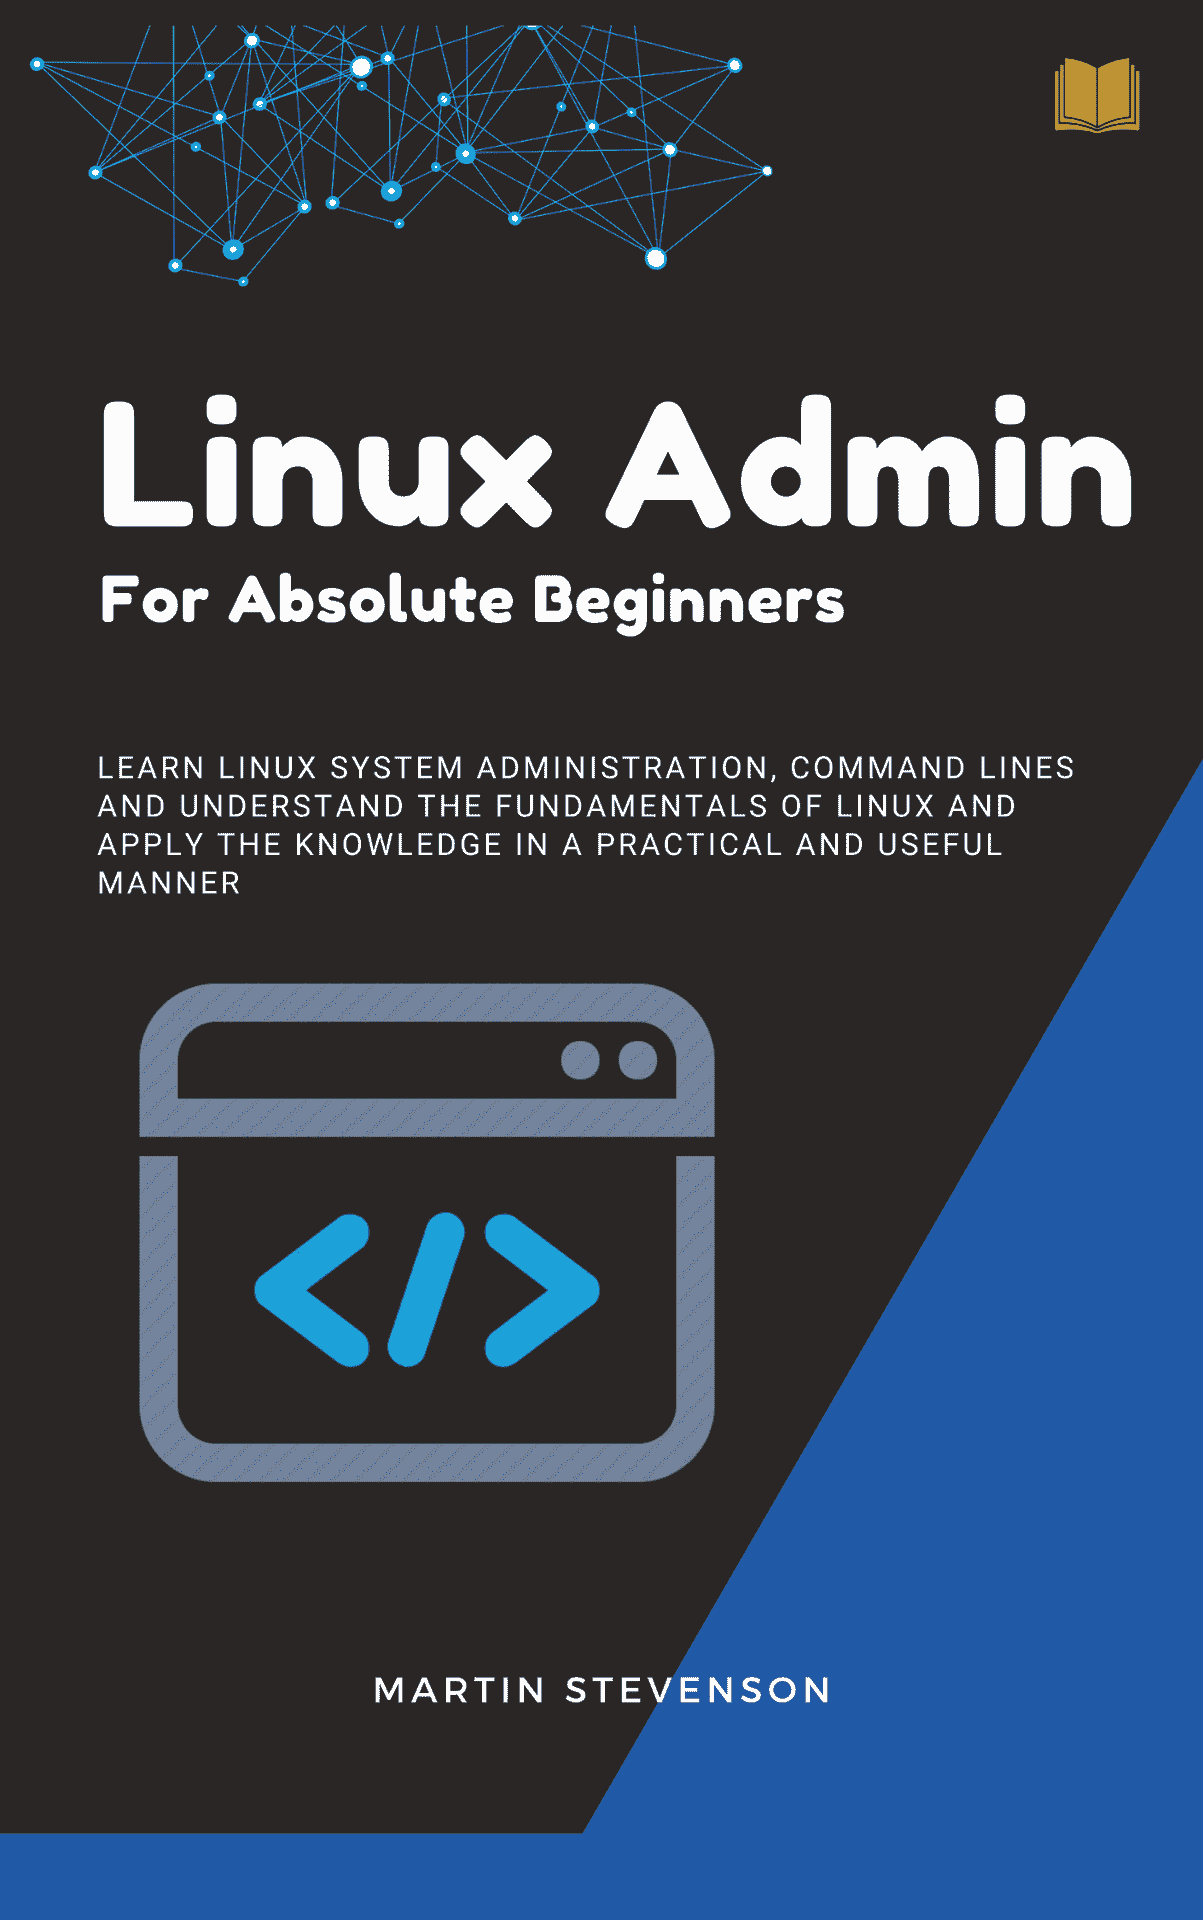 Linux Admin
For Absolute Beginners
LEARN LINUX SYSTEM ADMINISTRATION, COMMAND LINES
AND UNDERSTAND THE FUNDAMENTALS OF LINUX AND
APPLY THE KNOWLEDGE IN A PRACTICAL AND USEFUL
MANNER
</>
MARTIN STEVENSON